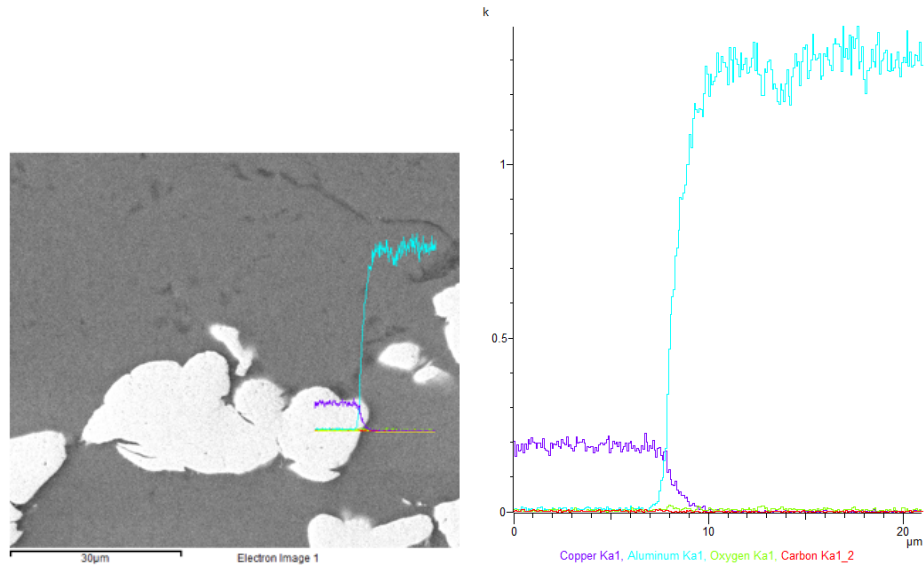 k
1
0.5
0
0 10 20
µm
Copper Ka1, Aluminum Ka1, Oxygen Ka1, Carbon Ka1_2
30µm Electron Image 1